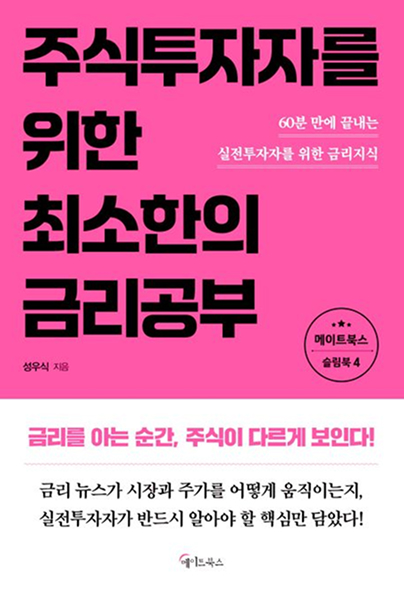 주식투자자를
위한
최소한의
금리공부
60분 만에 끝내는
실전투자자를 위한 금리지식
성우식 지음
메이트북스
슬림북 4
금리를 아는 순간, 주식이 다르게 보인다!
금리 뉴스가 시장과 주가를 어떻게 움직이는지,
실전투자자가 반드시 알아야 할 핵심만 담았다!
메이트북스